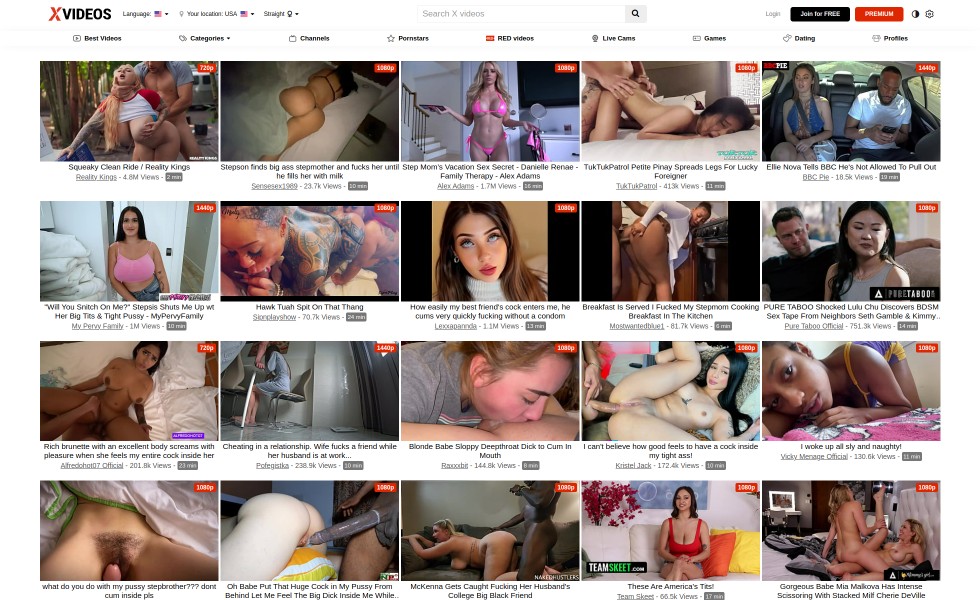 XVIDEOS
Language:
Your location: USA
Straight
Search X videos
Login
Join for FREE
PREMIUM
Best Videos
Categories
Channels
Pornstars
RED videos
Live Cams
Games
Dating
Profiles
720p
1080p
1080p
1080p
1440p
REALITY KINGS
PIE
Squeaky Clean Ride / Reality Kings
Reality Kings - 4.8M Views - 2 min
Stepson finds big ass stepmother and fucks her until
he fills her with milk
Sensesex1989 - 23.7k Views - 10 min
Step Mom's Vacation Sex Secret - Danielle Renae -
Family Therapy - Alex Adams
Alex Adams - 1.7M Views - 16 min
TukTukPatrol Petite Pinay Spreads Legs For Lucky
Foreigner
TukTukPatrol - 413k Views - 11 min
Ellie Nova Tells BBC He's Not Allowed To Pull Out
BBC Pie - 18.5k Views - 19 min
1440p
1080p
1080p
1080p
1080p
PURETABOO
"Will You Snitch On Me?" Stepsis Shuts Me Up wt
Her Big Tits & Tight Pussy - MyPervyFamily
My Pervy Family - 1M Views - 10 min
Hawk Tuah Spit On That Thang
Sipnplayshow - 70.7k Views - 24 min
How easily my best friend's cock enters me, he
cums very quickly fucking without a condom
Lexxapannda - 1.1M Views - 13 min
Breakfast Is Served I Fucked My Stepmom Cooking
Breakfast In The Kitchen
Mostwantedblue1 - 81.7k Views - 6 min
PURE TABOO Shocked Lulu Chu Discovers BDSM
Sex Tape From Neighbors Seth Gamble & Kimmy..
Pure Taboo Official - 751.3k Views - 14 min
720p
1440p
1080p
1080p
1080p
ALFREDOHOT07
Rich brunette with an excellent body screams with
pleasure when she feels my entire cock inside her
Alfredohot07 Official - 201.8k Views - 23 min
Cheating in a relationship. Wife fucks a friend while
her husband is at work...
Pofegistka - 238.9k Views - 10 min
Blonde Babe Sloppy Deepthroat Dick to Cum In
Mouth
Raxxxbit - 144.8k Views - 8 min
I can't believe how good feels to have a cock inside
my tight ass!
Kristel Jack - 172.4k Views - 10 min
I woke up all sly and naughty!
Vicky Menage Official - 130.6k Views - 11 min
1080p
1080p
1080p
1080p
1080p
NAKEDHUSTLERS
TEAMSKEET.COM
what do you do with my pussy stepbrother??? dont
cum inside pls
Oh Babe Put That Huge Cock in My Pussy From
Behind Let Me Feel The Big Dick Inside Me While..
McKenna Gets Caught Fucking Her Husband's
College Big Black Friend
These Are America's Tits!
Team Skeet - 66.5k Views - 17 min
Gorgeous Babe Mia Malkova Has Intense
Scissoring With Stacked Milf Cherie DeVille